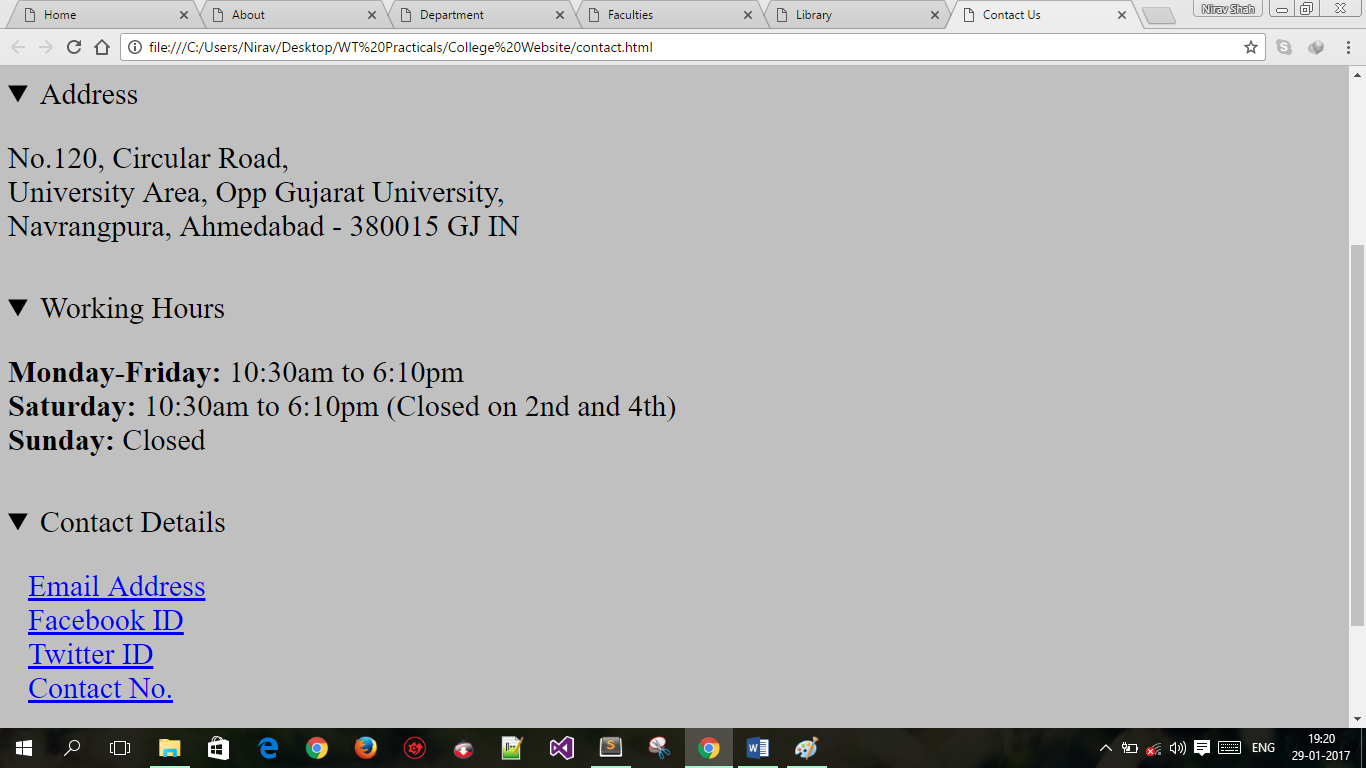 Home
About
Department
Faculties
Library
Contact Us
Nirav Shah
file:///C:/Users/Nirav/Desktop/WT%20Practicals/College%20Website/contact.html
▼ Address
No.120, Circular Road,
University Area, Opp Gujarat University,
Navrangpura, Ahmedabad - 380015 GJ IN
▼ Working Hours
Monday-Friday: 10:30am to 6:10pm
Saturday: 10:30am to 6:10pm (Closed on 2nd and 4th)
Sunday: Closed
▼ Contact Details
Email Address
Facebook ID
Twitter ID
Contact No.
ENG
19:20
29-01-2017